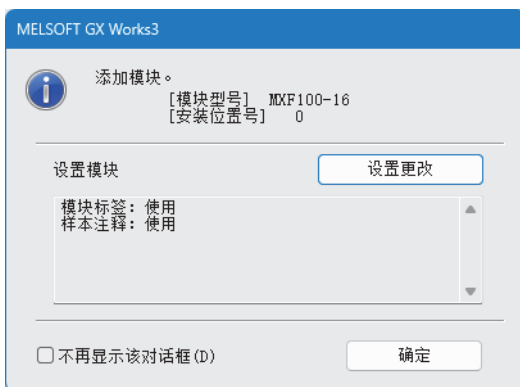 MELSOFT GX Works3
添加模块。
[模块型号] MXF100-16
[安装位置号] 0
设置模块
设置更改
模块标签: 使用
样本注释: 使用
不再显示该对话框(D)
确定